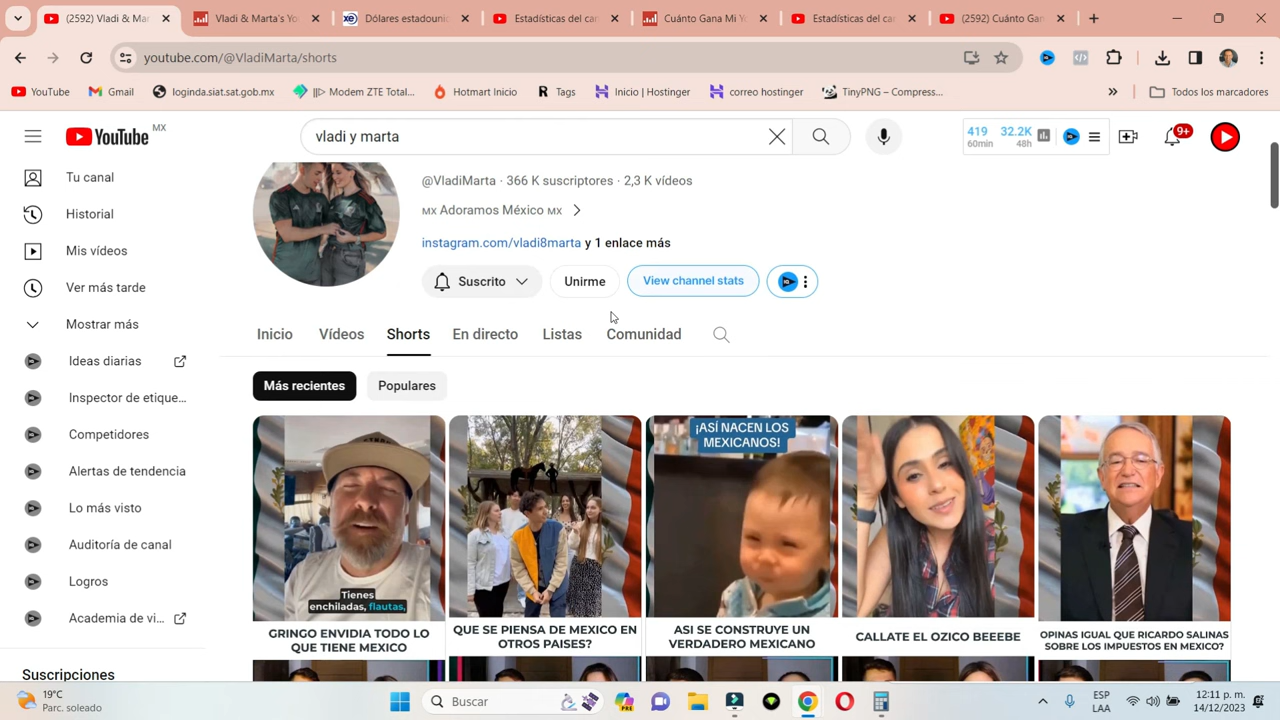 (2592) Vladi & Mar
Vladi & Marta's Yo
Dólares estadouni
Estadísticas del car
Cuánto Gana Mi Y
Estadísticas del car
(2592) Cuánto Gan
youtube.com/@VladiMarta/shorts
YouTube
Gmail
loginda.siat.sat.gob.mx
||▷ Modem ZTE Total...
Hotmart Inicio
Tags
Inicio | Hostinger
correo hostinger
TinyPNG – Compress...
Todos los marcadores
YouTube MX
vladi y marta
419
60min
32.2K
48h
9+
Tu canal
Historial
Mis vídeos
Ver más tarde
Mostrar más
Ideas diarias
Inspector de etique...
Competidores
Alertas de tendencia
Lo más visto
Auditoría de canal
Logros
Academia de vi...
Suscripciones
@VladiMarta · 366 K suscriptores · 2,3 K vídeos
MX Adoramos México MX
instagram.com/vladi8marta y 1 enlace más
Suscrito
Unirme
View channel stats
Inicio
Vídeos
Shorts
En directo
Listas
Comunidad
Más recientes
Populares
Tienes
enchiladas, flautas,
GRINGO ENVIDIA TODO LO
QUE TIENE MEXICO
QUE SE PIENSA DE MEXICO EN
OTROS PAISES?
¡ASÍ NACEN LOS
MEXICANOS!
ASI SE CONSTRUYE UN
VERDADERO MEXICANO
CALLATE EL OZICO BEEEBE
OPINAS IGUAL QUE RICARDO SALINAS
SOBRE LOS IMPUESTOS EN MEXICO?
19°C
Parc. soleado
Buscar
ESP
LAA
12:11 p. m.
14/12/2023